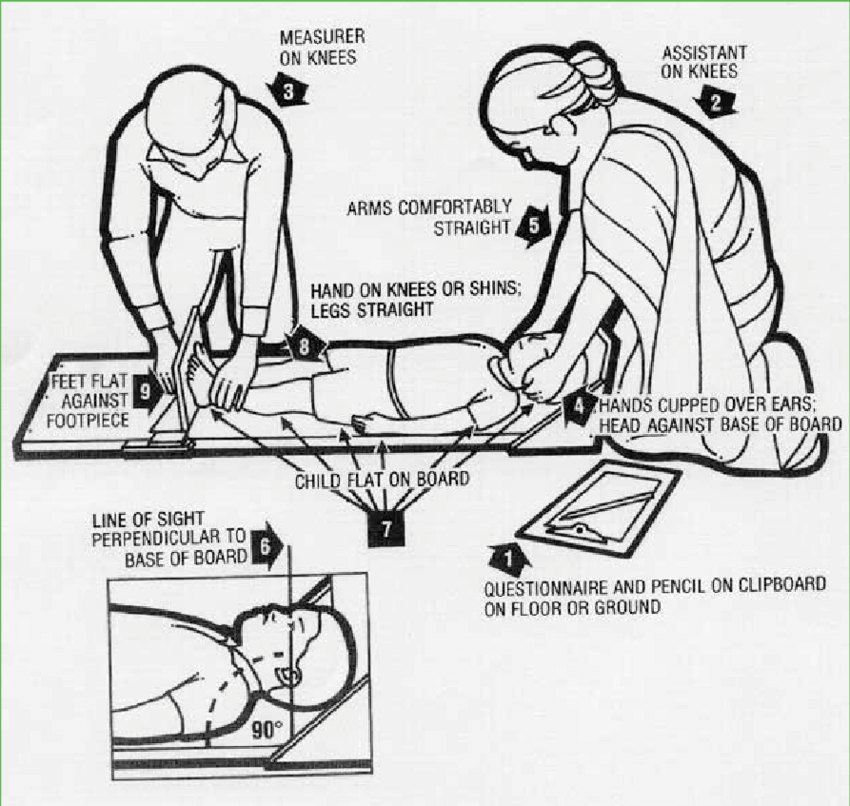 MEASURER
ON KNEES
3
ASSISTANT
ON KNEES
2
ARMS COMFORTABLY
STRAIGHT
5
HAND ON KNEES OR SHINS;
LEGS STRAIGHT
8
FEET FLAT
AGAINST
FOOTPIECE
9
4
HANDS CUPPED OVER EARS;
HEAD AGAINST BASE OF BOARD
CHILD FLAT ON BOARD
7
LINE OF SIGHT
PERPENDICULAR TO
BASE OF BOARD
6
1
QUESTIONNAIRE AND PENCIL ON CLIPBOARD
ON FLOOR OR GROUND
90°